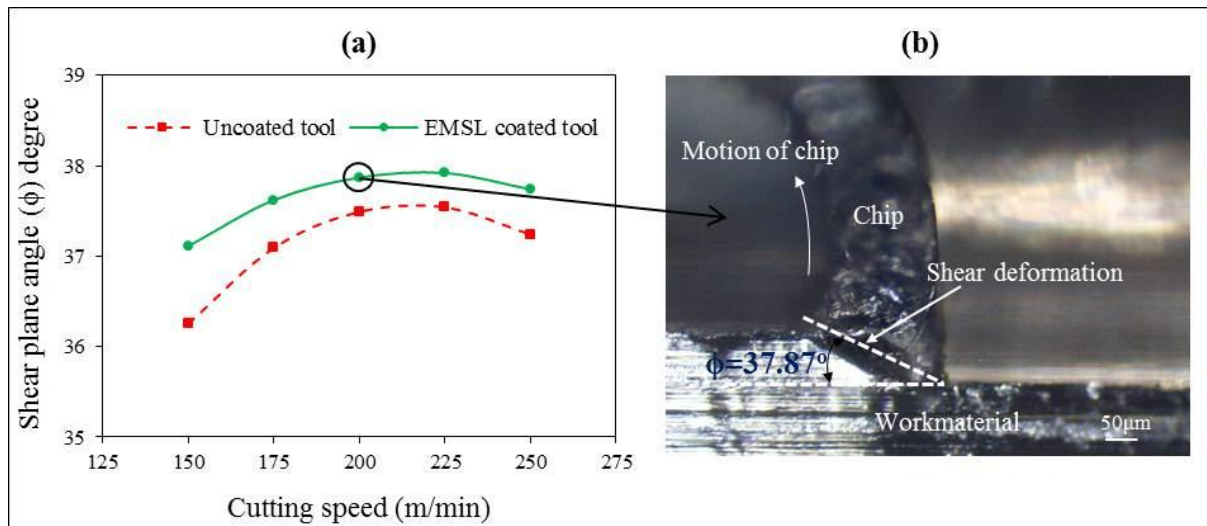 (a)
39
38
37
36
35
Shear plane angle (ϕ) degree
Uncoated tool
EMSL coated tool
125 150 175 200 225 250 275
Cutting speed (m/min)
(b)
Motion of chip
Chip
Shear deformation
ϕ=37.87°
Workmaterial
50μm